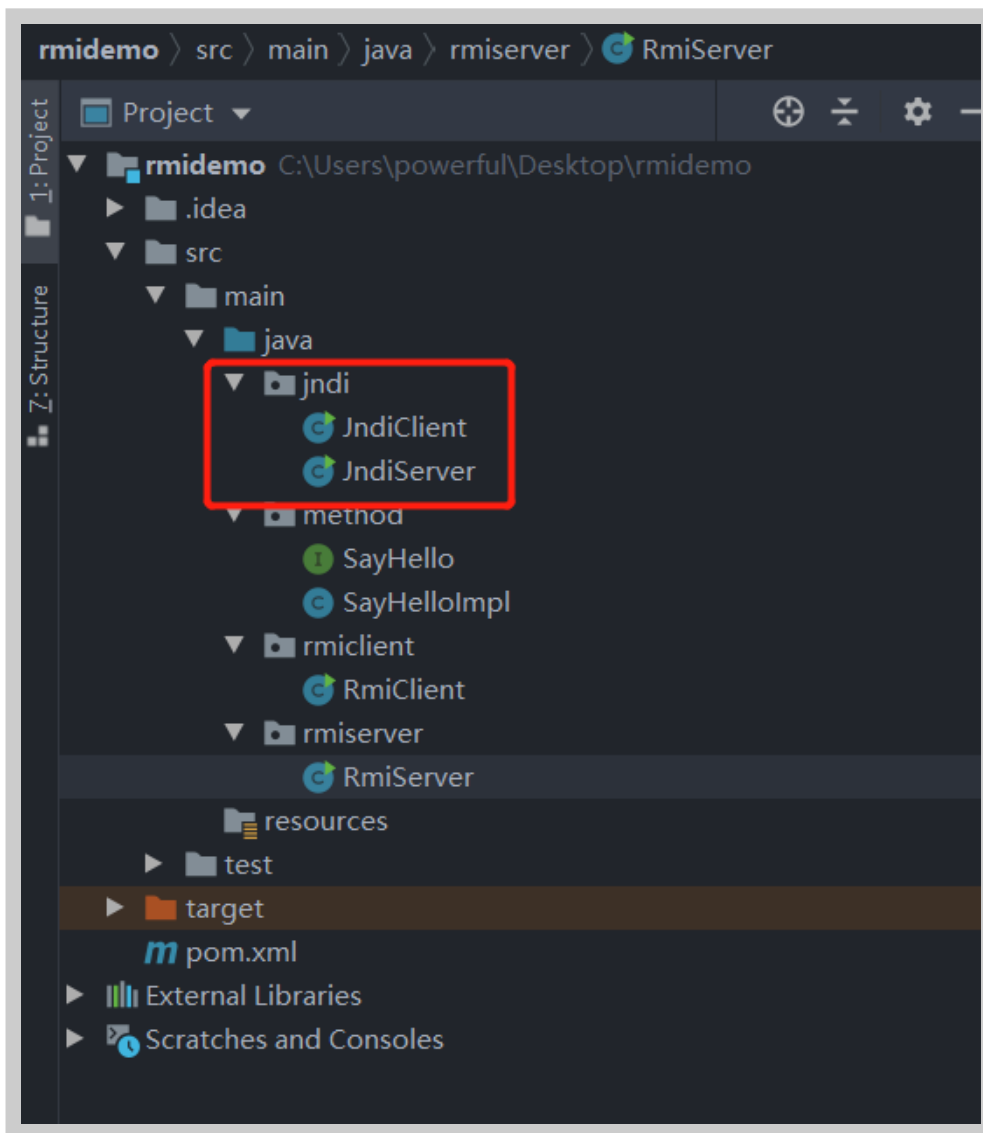 rmidemo 〉 src 〉 main 〉 java 〉 rmiserver 〉 RmiServer
Project
1: Project
7: Structure
rmidemo C:\Users\powerful\Desktop\rmidemo
.idea
src
main
java
jndi
JndiClient
JndiServer
method
SayHello
SayHelloImpl
rmiclient
RmiClient
rmiserver
RmiServer
resources
test
target
pom.xml
External Libraries
Scratches and Consoles